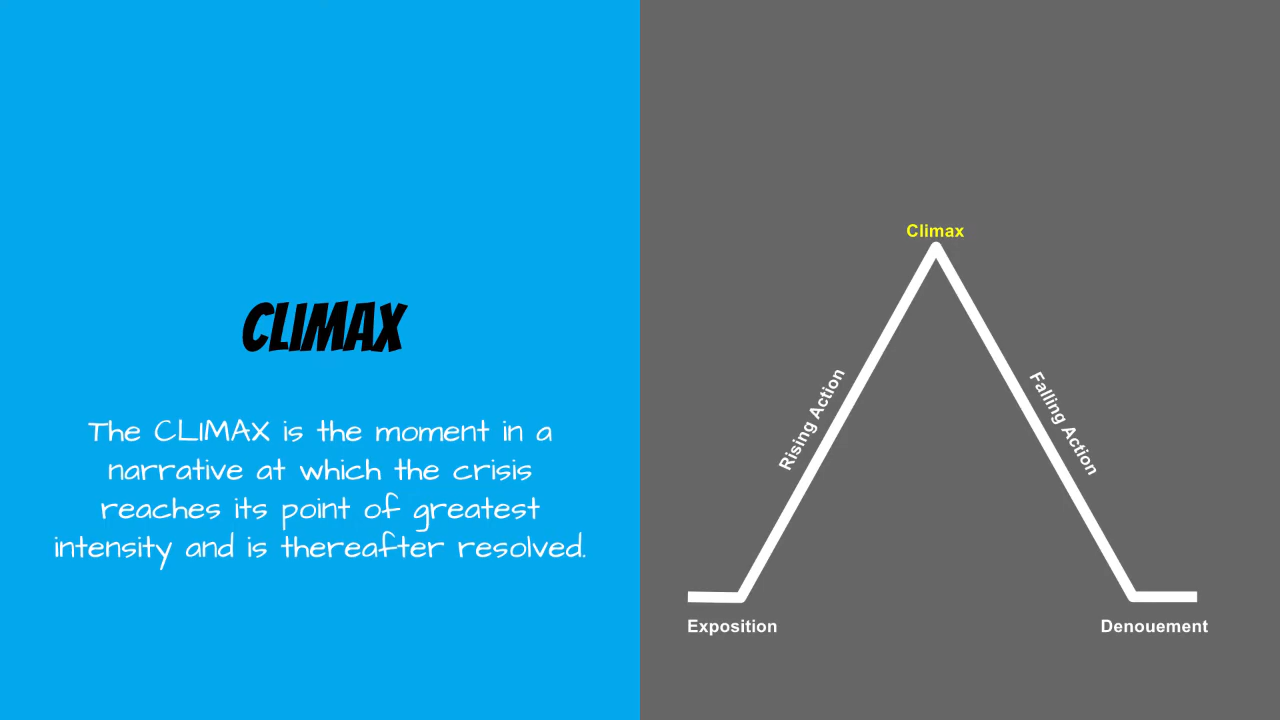 CLIMAX
The CLIMAX is the moment in a
narrative at which the crisis
reaches its point of greatest
intensity and is thereafter resolved.
Climax
Rising Action
Falling Action
Exposition
Denouement